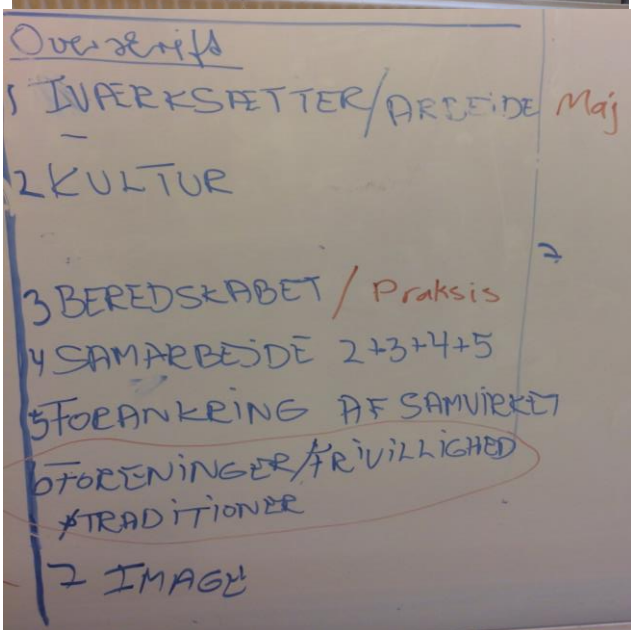 Overskrift
1 IVÆRKSÆTTER/ARBEJDE Maj
2 KULTUR
3 BEREDSKABET / Praksis
4 SAMARBEJDE 2+3+4+5
5 FORANKRING AF SAMVIRKET
6 FORENINGER/FRIVILLIGHED
TRADITIONER
7 IMAGE